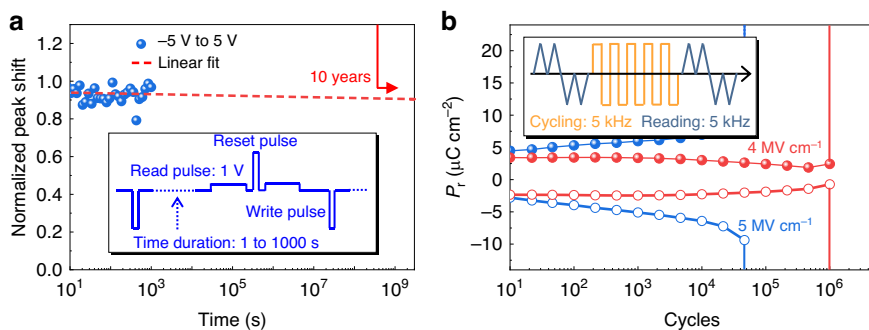 a
Normalized peak shift
1.2
1.0
0.8
0.6
0.4
0.2
0.0
−5 V to 5 V
Linear fit
10 years
Reset pulse
Read pulse: 1 V
Write pulse
Time duration: 1 to 1000 s
10¹ 10³ 10⁵ 10⁷ 10⁹
Time (s)
b
Pᵣ (μC cm⁻²)
20
15
10
5
0
−5
−10
Cycling: 5 kHz Reading: 5 kHz
4 MV cm⁻¹
5 MV cm⁻¹
10¹ 10² 10³ 10⁴ 10⁵ 10⁶
Cycles